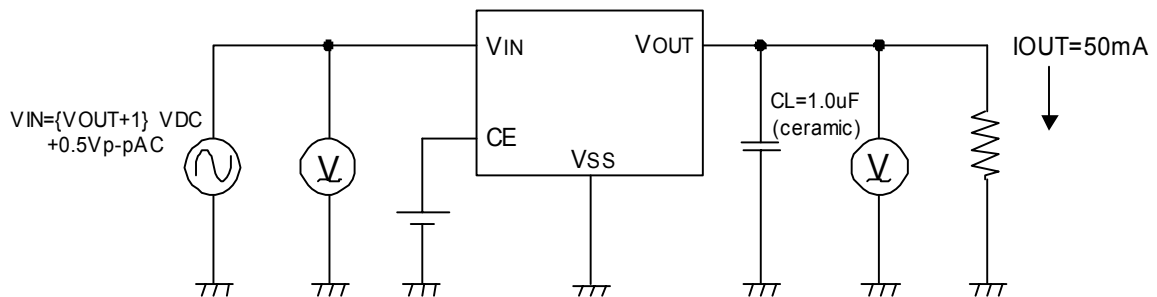 VIN
VOUT
IOUT=50mA
VIN={VOUT+1} VDC
+0.5Vp-pAC
CL=1.0uF
(ceramic)
CE
VSS
V
V